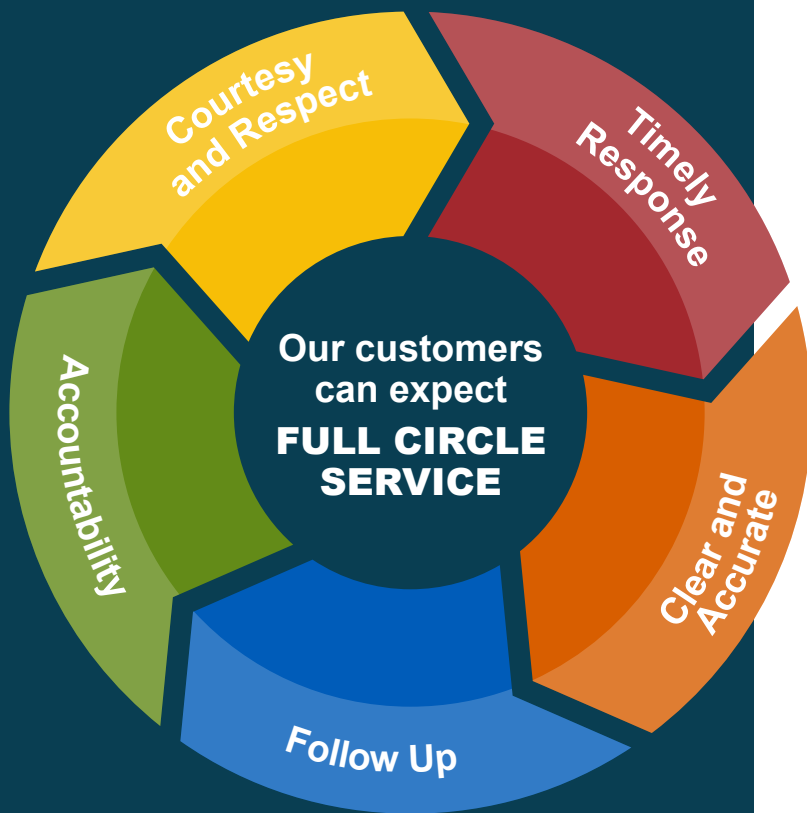 Courtesy
and Respect
Timely
Response
Our customers
can expect
FULL CIRCLE
SERVICE
Accountability
Clear and
Accurate
Follow Up